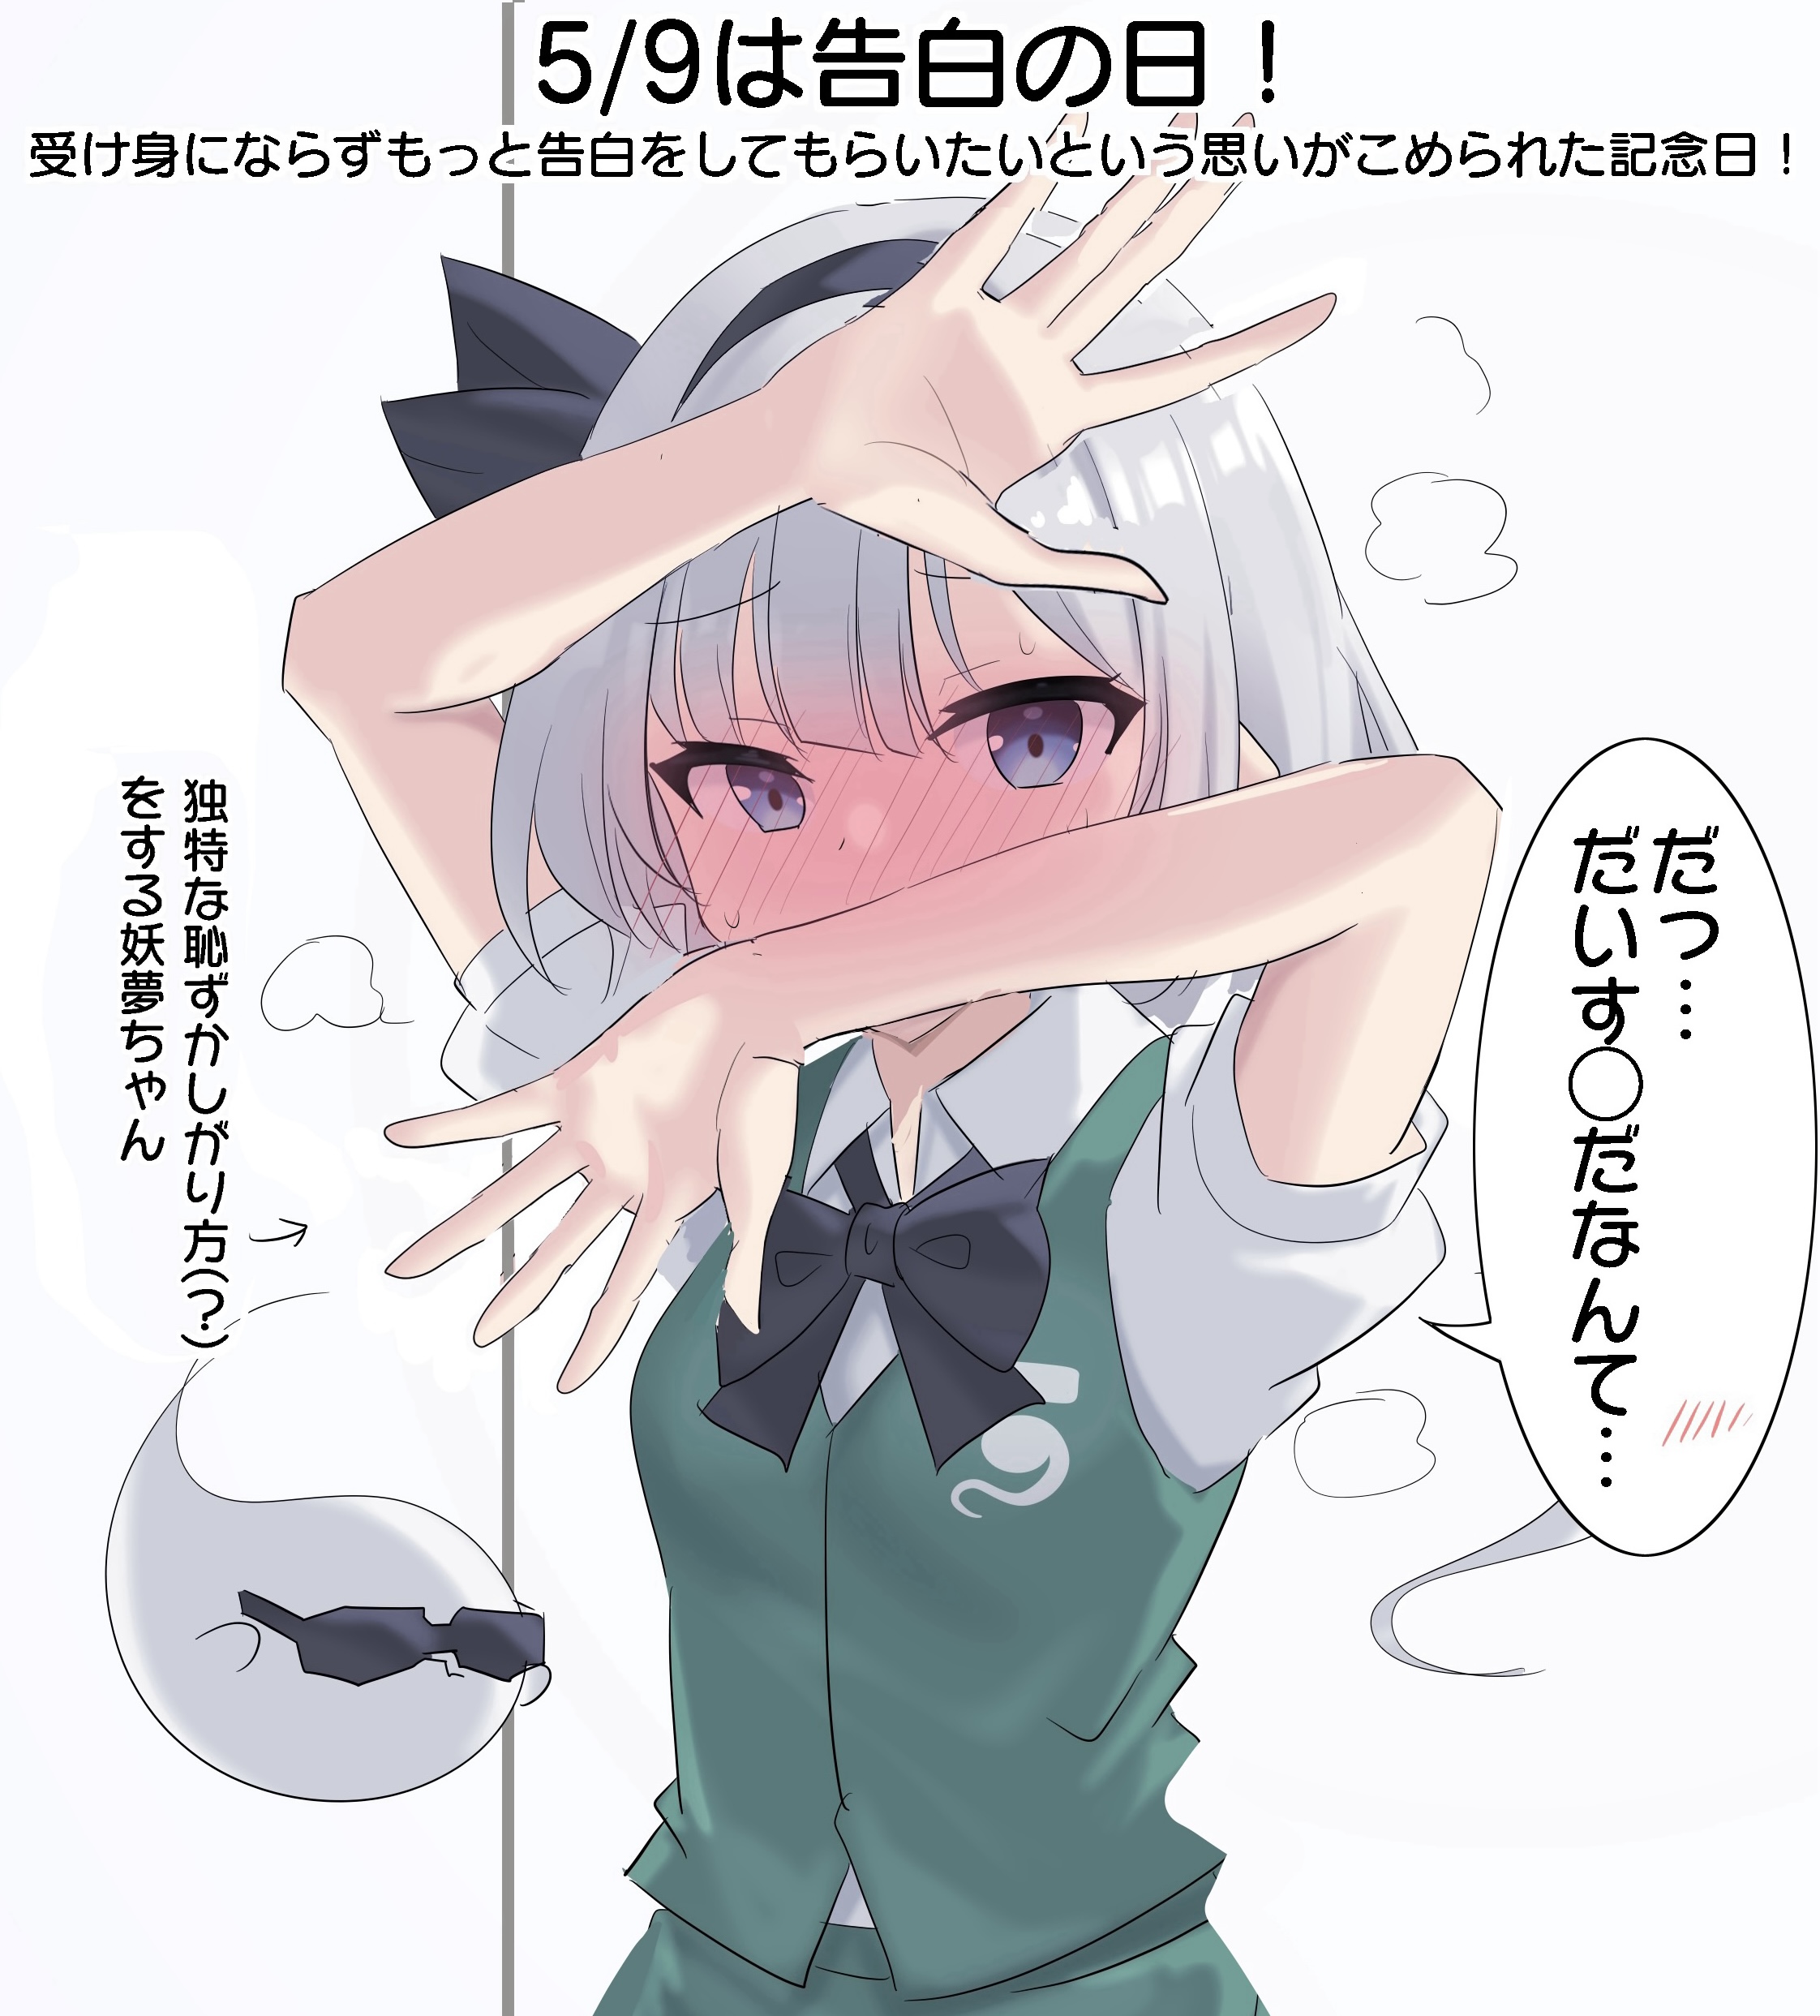 5/9は告白の日！
受け身にならずもっと告白をしてもらいたいという思いがこめられた記念日！
だっ…
だいす◯だなんて…
独特な恥ずかしがり方(?)
をする妖夢ちゃん